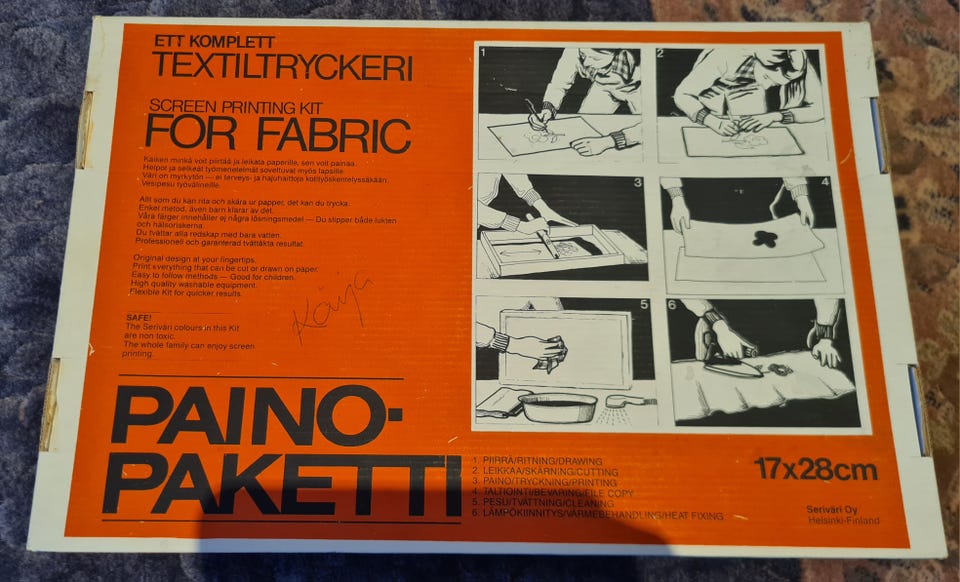 ETT KOMPLETT
TEXTILTRYCKERI
SCREEN PRINTING KIT
FOR FABRIC
Kaiken minkä voit piirtää ja leikata paperille, sen voit painaa.
Helpot ja selkeät työmenetelmät soveltuvat myös lapsille.
Väri on myrkytön — ei terveys- ja hajuhaittoja kotityöskentelyssäkään.
Vesipesu työvälineille.
Allt som du kan rita och skära ur papper, det kan du trycka.
Enkel metod, även barn klarar av det.
Våra färger innehåller ej några lösningsmedel — Du slipper både lukten
och hälsoriskerna.
Du tvättar alla redskap med bara vatten.
Professionell och garanterad tvättäkta resultat.
Original design at your fingertips.
Print everything that can be cut or drawn on paper.
Easy to follow methods — Good for children.
High quality washable equipment.
Flexible Kit for quicker results.
Kaija
SAFE!
The Seriväri colours in this Kit
are non toxic.
The whole family can enjoy screen
printing.
PAINO-
PAKETTI
1
2
3
4
5
6
1. PIIRRÄ/RITNING/DRAWING
2. LEIKKAA/SKÄRNING/CUTTING
3. PAINO/TRYCKNING/PRINTING
4. TALTIOINTI/BEVARING/FILE COPY
5. PESU/TVÄTTNING/CLEANING
6. LÄMPÖKIINNITYS/VÄRMEBEHANDLING/HEAT FIXING
17x28cm
Seriväri Oy
Helsinki-Finland